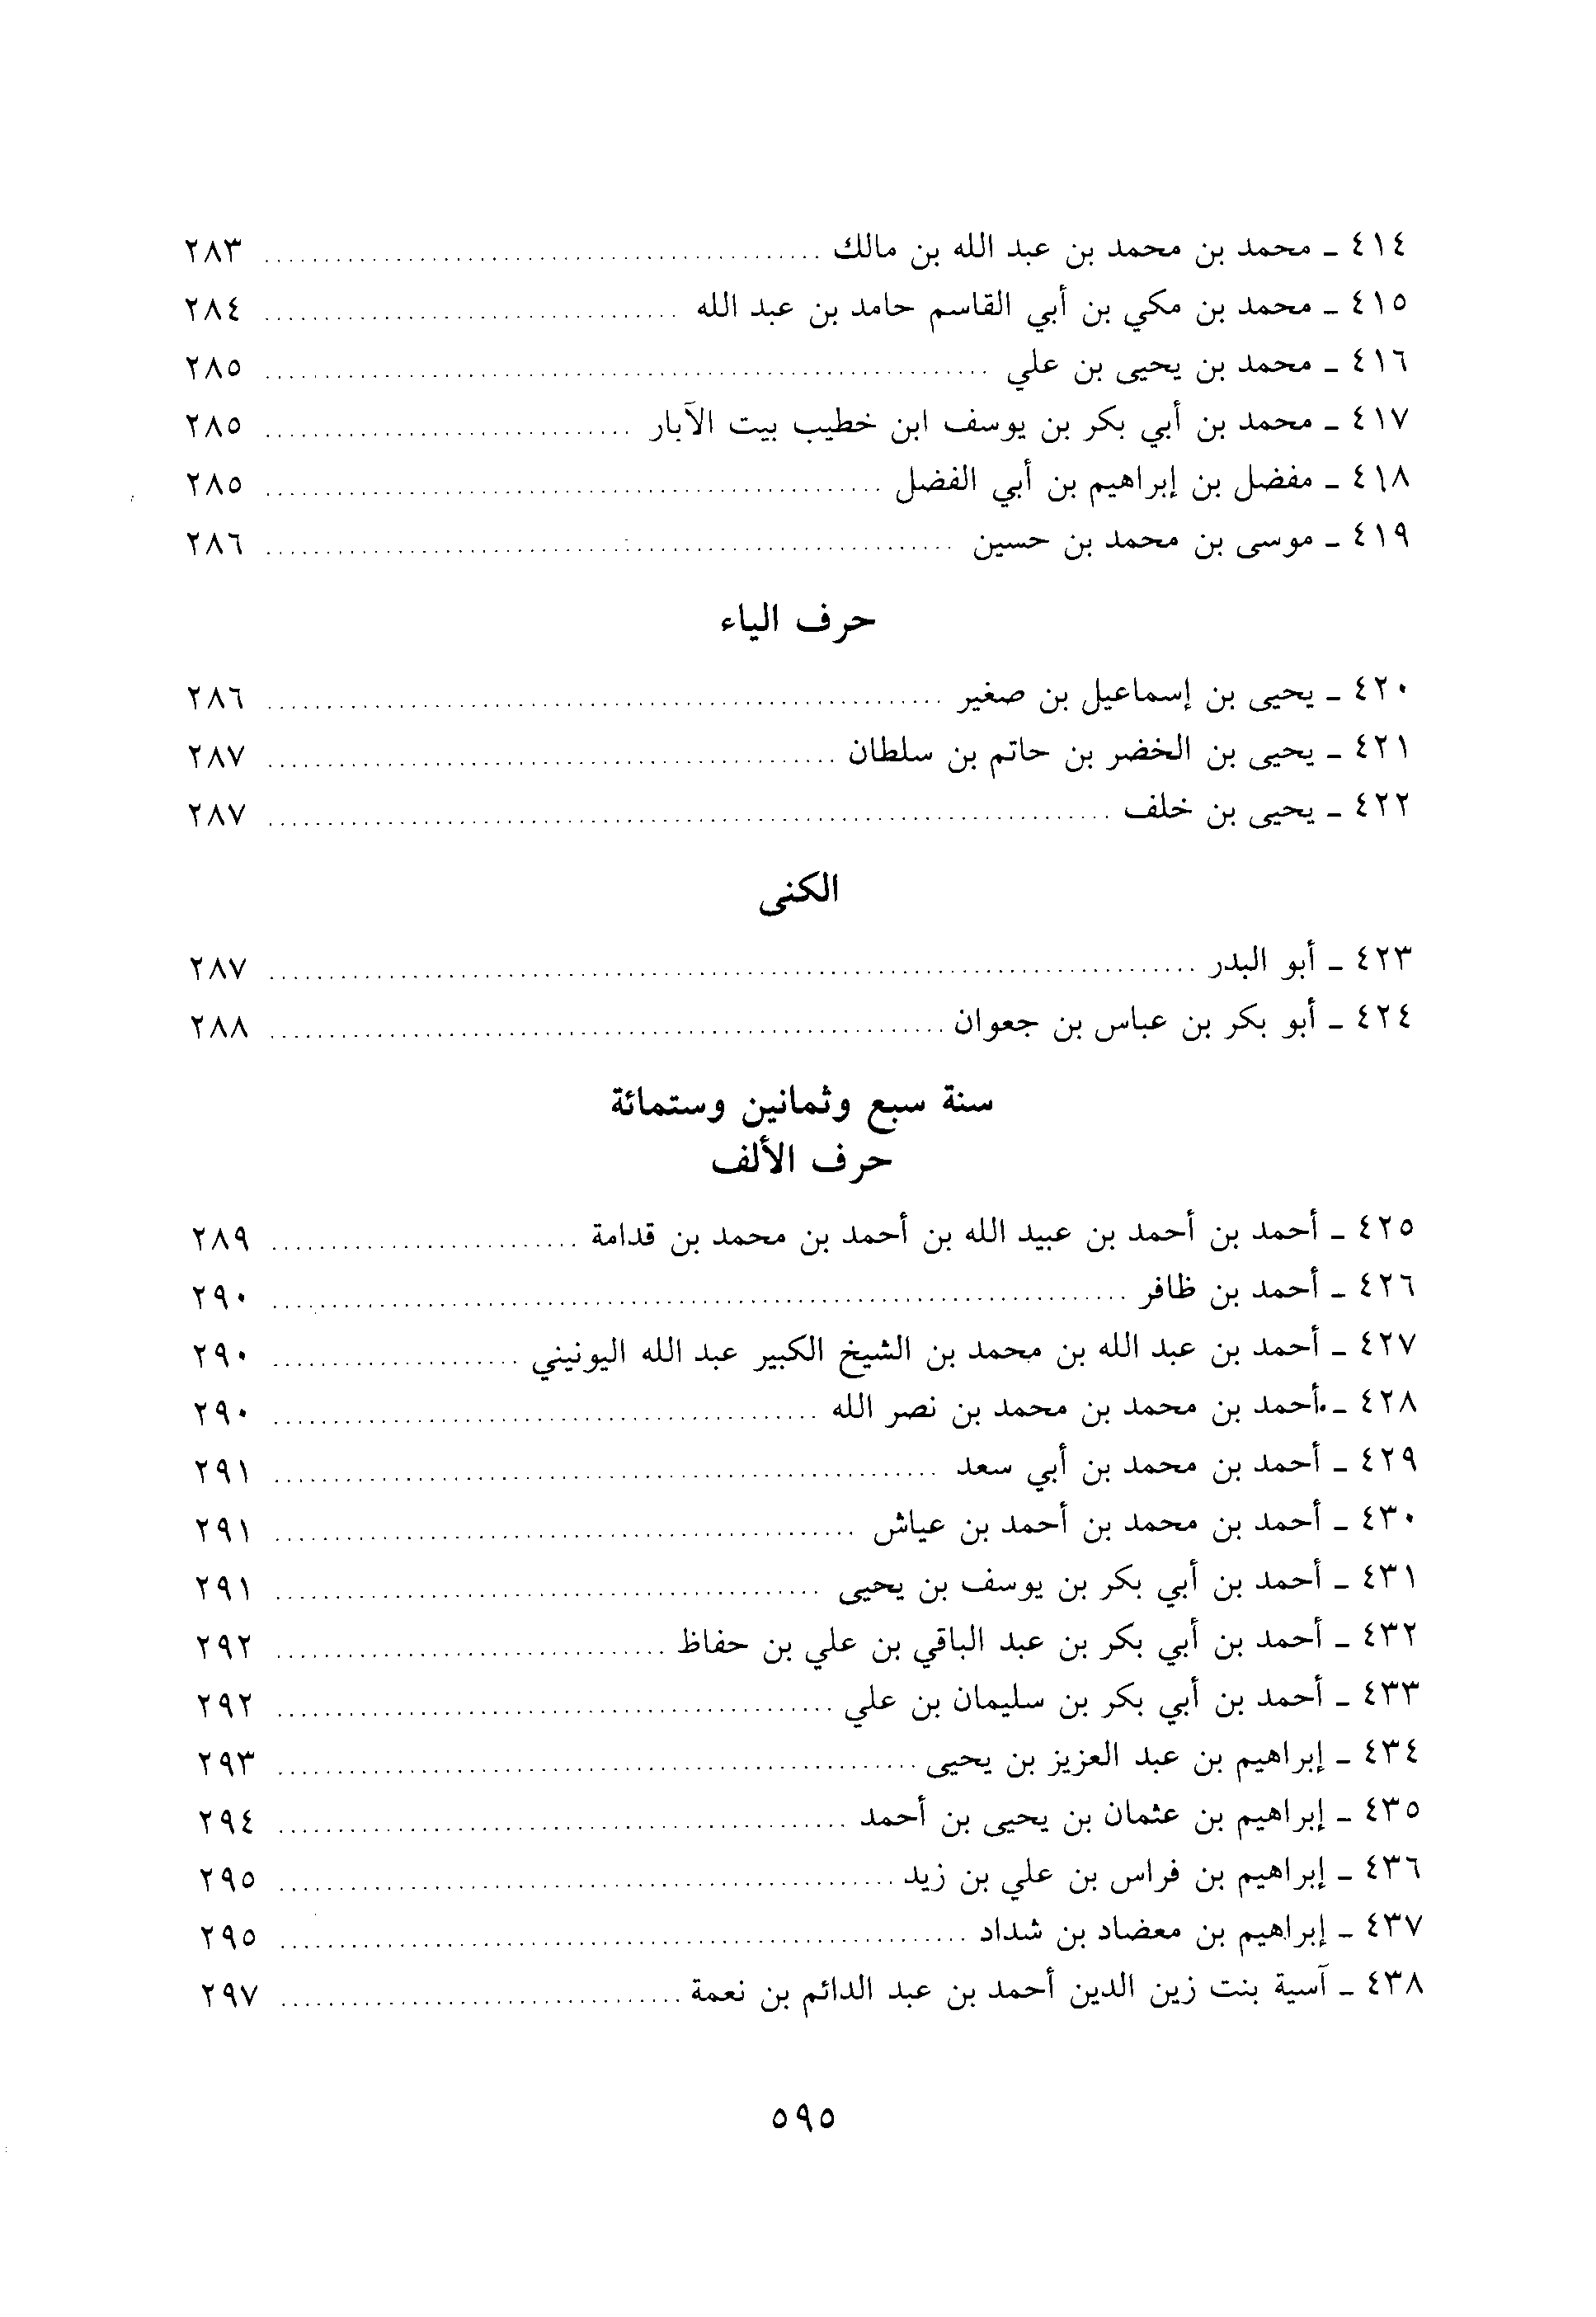 ٤١٤ ـ محمد بن محمد بن عبد الله بن مالك ........ ٢٨٣
٤١٥ ـ محمد بن مكي بن أبي القاسم حامد بن عبد الله ........ ٢٨٤
٤١٦ ـ محمد بن يحيى بن علي ........ ٢٨٥
٤١٧ ـ محمد بن أبي بكر بن يوسف ابن خطيب بيت الآبار ........ ٢٨٥
٤١٨ ـ مفضل بن إبراهيم بن أبي الفضل ........ ٢٨٥
٤١٩ ـ موسى بن محمد بن حسين ........ ٢٨٦
حرف الياء
٤٢٠ ـ يحيى بن إسماعيل بن صغير ........ ٢٨٦
٤٢١ ـ يحيى بن الخضر بن حاتم بن سلطان ........ ٢٨٧
٤٢٢ ـ يحيى بن خلف ........ ٢٨٧
الكنى
٤٢٣ ـ أبو البدر ........ ٢٨٧
٤٢٤ ـ أبو بكر بن عباس بن جعوان ........ ٢٨٨
سنة سبع وثمانين وستمائة
حرف الألف
٤٢٥ ـ أحمد بن أحمد بن عبيد الله بن أحمد بن محمد بن قدامة ........ ٢٨٩
٤٢٦ ـ أحمد بن ظافر ........ ٢٩٠
٤٢٧ ـ أحمد بن عبد الله بن محمد بن الشيخ الكبير عبد الله اليونيني ........ ٢٩٠
٤٢٨ ـ أحمد بن محمد بن محمد بن نصر الله ........ ٢٩٠
٤٢٩ ـ أحمد بن محمد بن أبي سعد ........ ٢٩١
٤٣٠ ـ أحمد بن محمد بن أحمد بن عياش ........ ٢٩١
٤٣١ ـ أحمد بن أبي بكر بن يوسف بن يحيى ........ ٢٩١
٤٣٢ ـ أحمد بن أبي بكر بن عبد الباقي بن علي بن حفاظ ........ ٢٩٢
٤٣٣ ـ أحمد بن أبي بكر بن سليمان بن علي ........ ٢٩٢
٤٣٤ ـ إبراهيم بن عبد العزيز بن يحيى ........ ٢٩٣
٤٣٥ ـ إبراهيم بن عثمان بن يحيى بن أحمد ........ ٢٩٤
٤٣٦ ـ إبراهيم بن فراس بن علي بن زيد ........ ٢٩٥
٤٣٧ ـ إبراهيم بن معضاد بن شداد ........ ٢٩٥
٤٣٨ ـ آسية بنت زين الدين أحمد بن عبد الدائم بن نعمة ........ ٢٩٧
٥٩٥